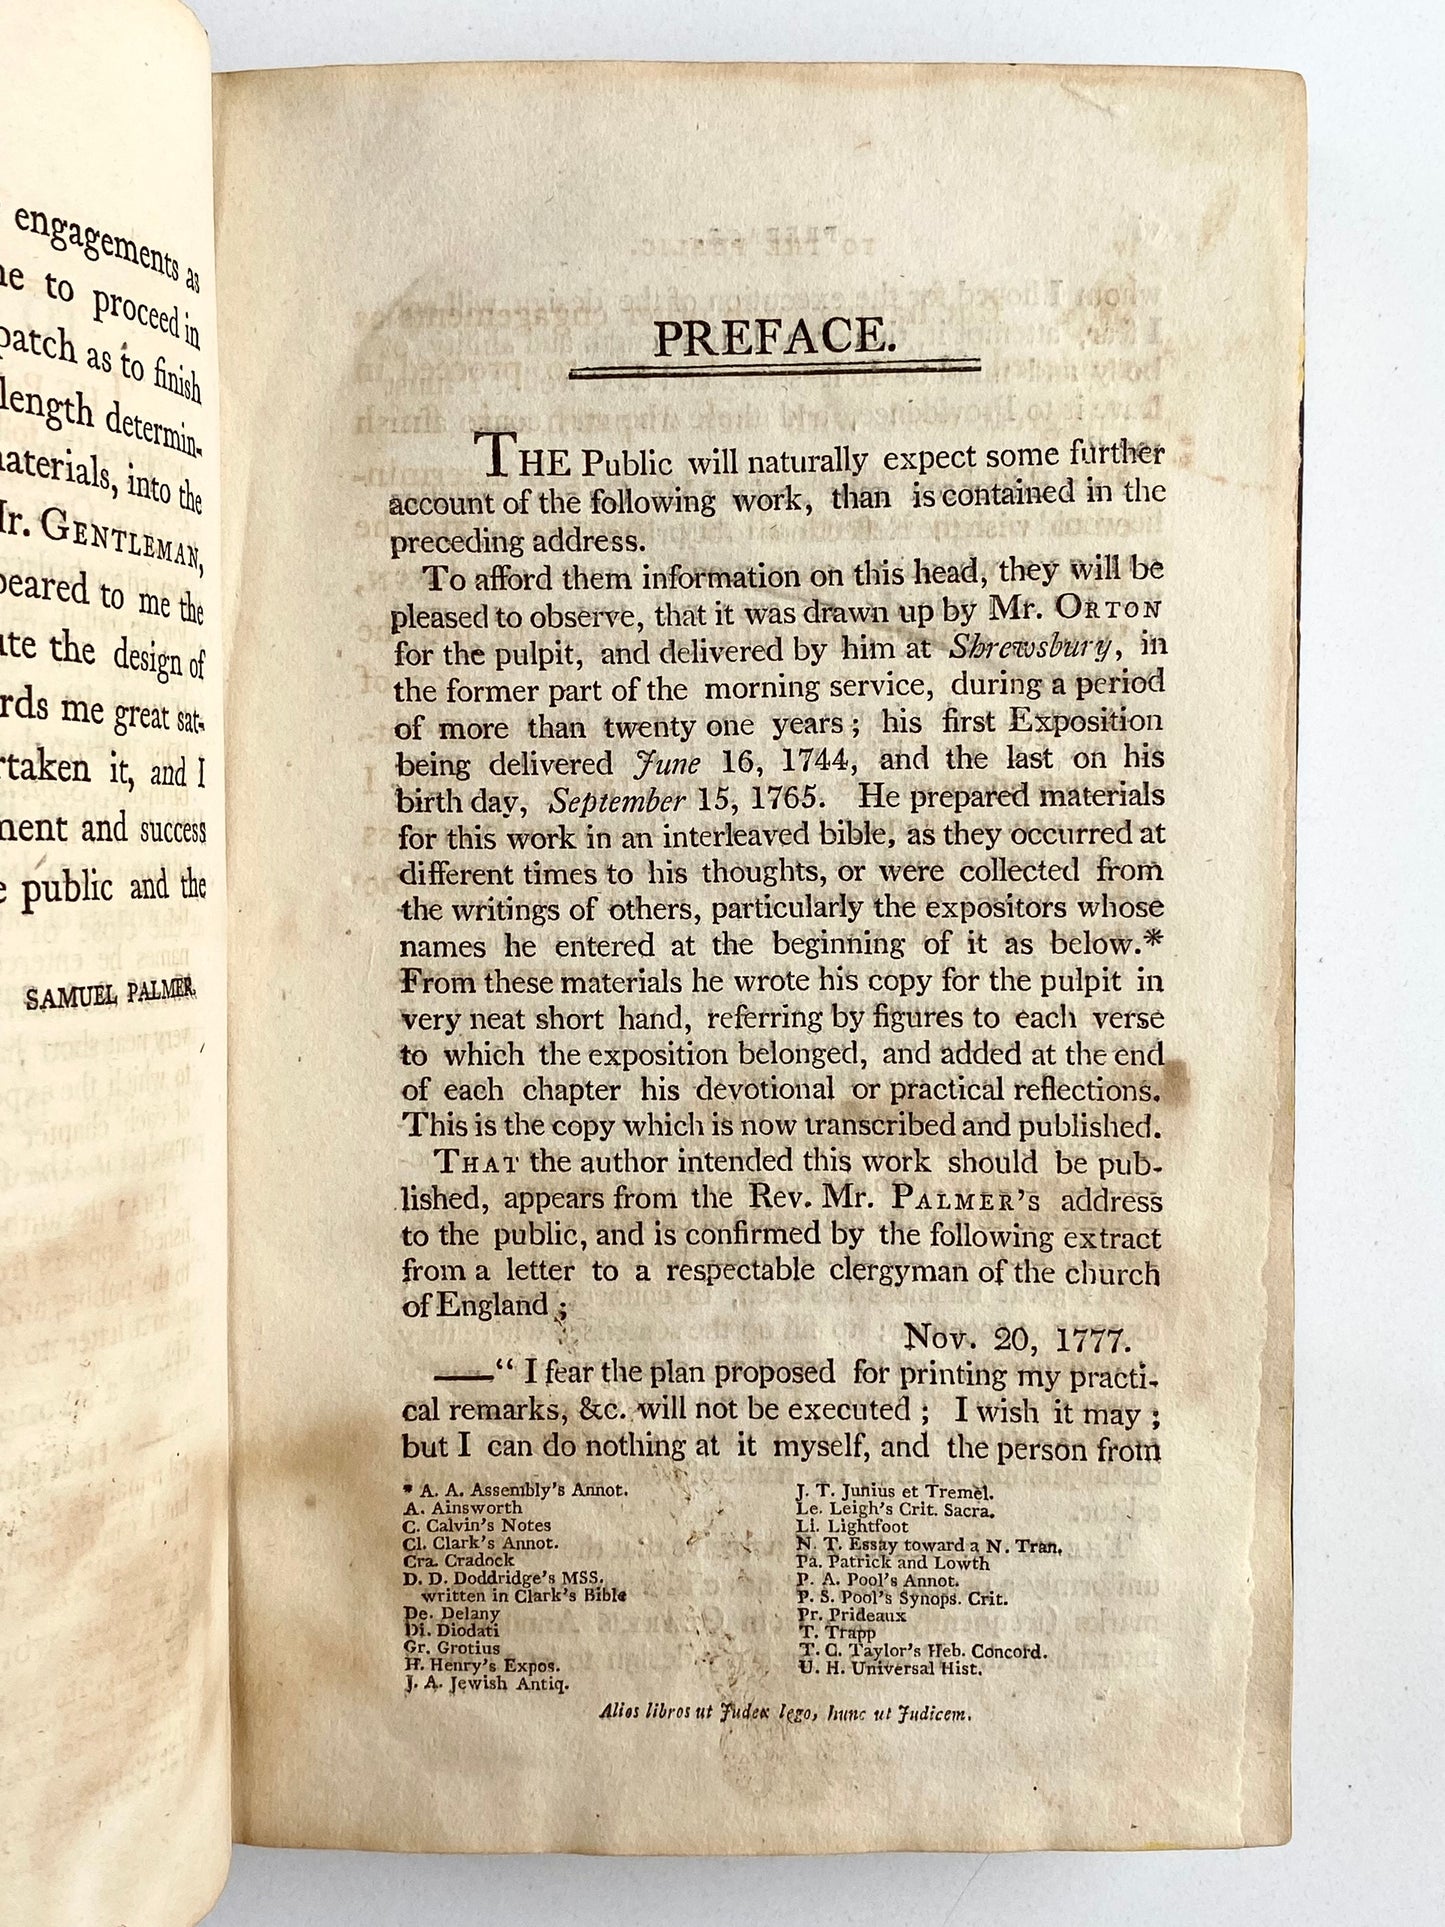 engagements as
to proceed in
patch as to finish
length determin-
materials, into the
Mr. GENTLEMAN,
peared to me the
the design of
me great sat-
it, and I
and success
public and the
SAMUEL PALMER.
PREFACE.
THE Public will naturally expect some further
account of the following work, than is contained in the
preceding address.
To afford them information on this head, they will be
pleased to observe, that it was drawn up by Mr. ORTON
for the pulpit, and delivered by him at Shrewsbury, in
the former part of the morning service, during a period
of more than twenty one years; his first Exposition
being delivered June 16, 1744, and the last on his
birth day, September 15, 1765. He prepared materials
for this work in an interleaved bible, as they occurred at
different times to his thoughts, or were collected from
the writings of others, particularly the expositors whose
names he entered at the beginning of it as below.*
From these materials he wrote his copy for the pulpit in
very neat short hand, referring by figures to each verse
to which the exposition belonged, and added at the end
of each chapter his devotional or practical reflections.
This is the copy which is now transcribed and published.
THAT the author intended this work should be pub-
lished, appears from the Rev. Mr. PALMER'S address
to the public, and is confirmed by the following extract
from a letter to a respectable clergyman of the church
of England;
Nov. 20, 1777.
——" I fear the plan proposed for printing my practi-
cal remarks, &c. will not be executed; I wish it may;
but I can do nothing at it myself, and the person from
* A. A. Assembly's Annot.
A. Ainsworth
C. Calvin's Notes
Cl. Clark's Annot.
Cra. Cradock
D. D. Doddridge's MSS.
written in Clark's Bible
De. Delany
Di. Diodati
Gr. Grotius
H. Henry's Expos.
J. A. Jewish Antiq.
J. T. Junius et Tremel.
Le. Leigh's Crit. Sacra.
Li. Lightfoot
N. T. Essay toward a N. Tran.
Pa. Patrick and Lowth
P. A. Pool's Annot.
P. S. Pool's Synops. Crit.
Pr. Prideaux
T. Trapp
T. C. Taylor's Heb. Concord.
U. H. Universal Hist.
Alios libros ut Judex lego, hunc ut Judicem.